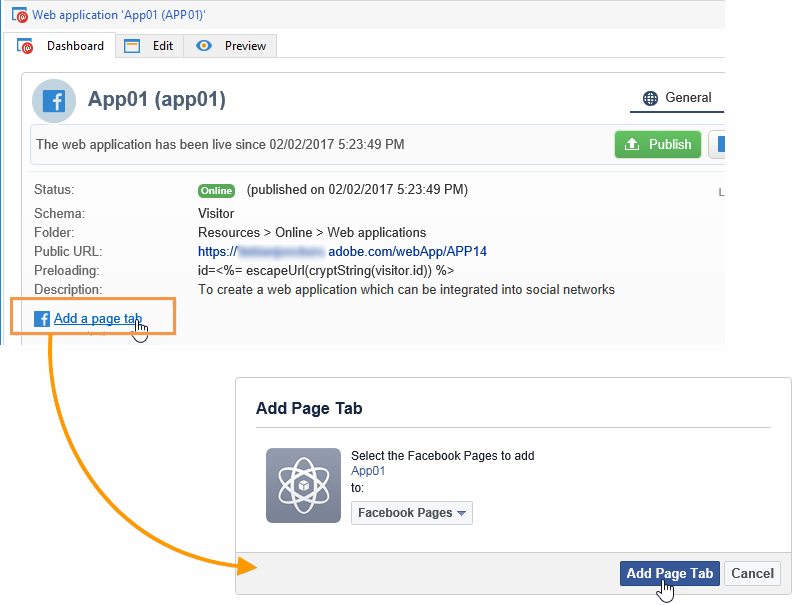 Web application 'App01 (APP01)'
Dashboard Edit Preview
App01 (app01)
General
The web application has been live since 02/02/2017 5:23:49 PM
Publish
Status: Online (published on 02/02/2017 5:23:49 PM)
Schema: Visitor
Folder: Resources > Online > Web applications
Public URL: https:// adobe.com/webApp/APP14
Preloading: id=<%= escapeUrl(cryptString(visitor.id)) %>
Description: To create a web application which can be integrated into social networks
Add a page tab
Add Page Tab
Select the Facebook Pages to add
App01
to:
Facebook Pages
Add Page Tab Cancel